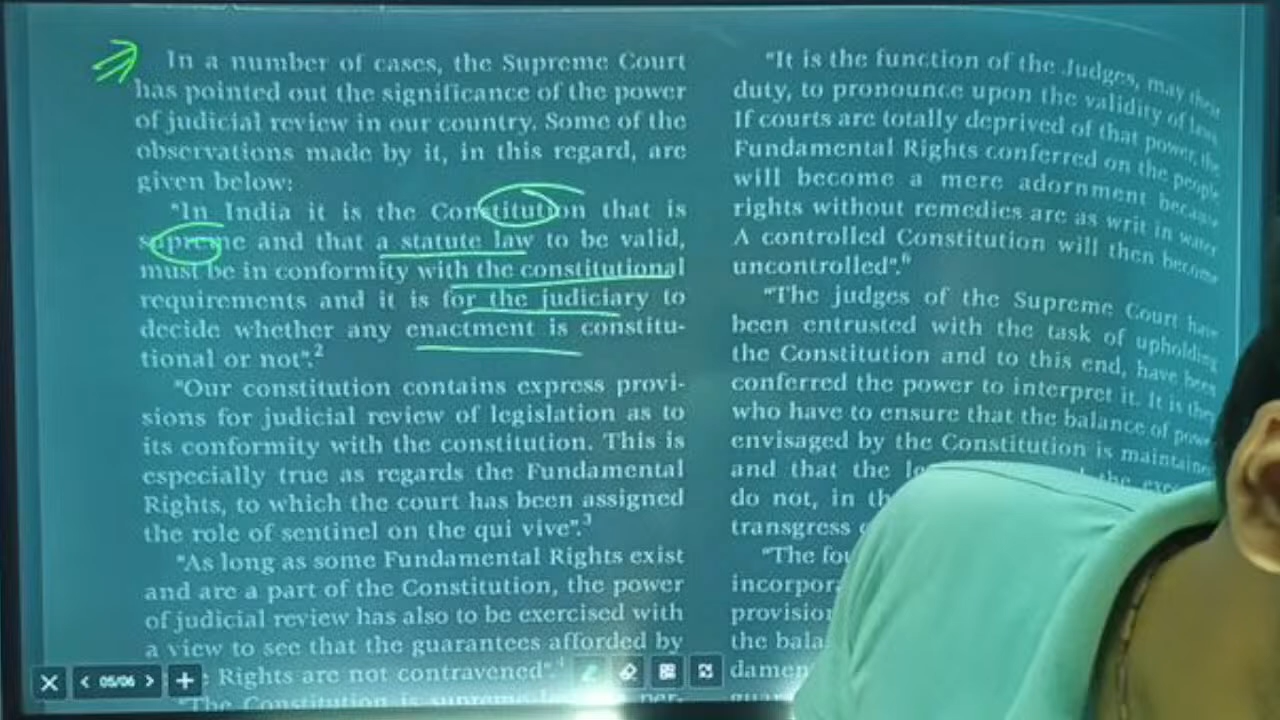 In a number of cases, the Supreme Court
has pointed out the significance of the power
of judicial review in our country. Some of the
observations made by it, in this regard, are
given below:
"In India it is the Constitution that is
supreme and that a statute law to be valid,
must be in conformity with the constitutional
requirements and it is for the judiciary to
decide whether any enactment is constitu-
tional or not".2
"Our constitution contains express provi-
sions for judicial review of legislation as to
its conformity with the constitution. This is
especially true as regards the Fundamental
Rights, to which the court has been assigned
the role of sentinel on the qui vive".3
"As long as some Fundamental Rights exist
and are a part of the Constitution, the power
of judicial review has also to be exercised with
a view to see that the guarantees afforded by
Rights are not contravened".4
"The Constitution is supreme
"It is the function of the Judges, may their
duty, to pronounce upon the validity of laws.
If courts are totally deprived of that power, the
Fundamental Rights conferred on the people
will become a mere adornment because
rights without remedies are as writ in water.
A controlled Constitution will then become
uncontrolled".6
"The judges of the Supreme Court have
been entrusted with the task of upholding
the Constitution and to this end, have been
conferred the power to interpret it. It is they
who have to ensure that the balance of power
envisaged by the Constitution is maintained
and that the the
do not, in
transgress
"The
the
05/06